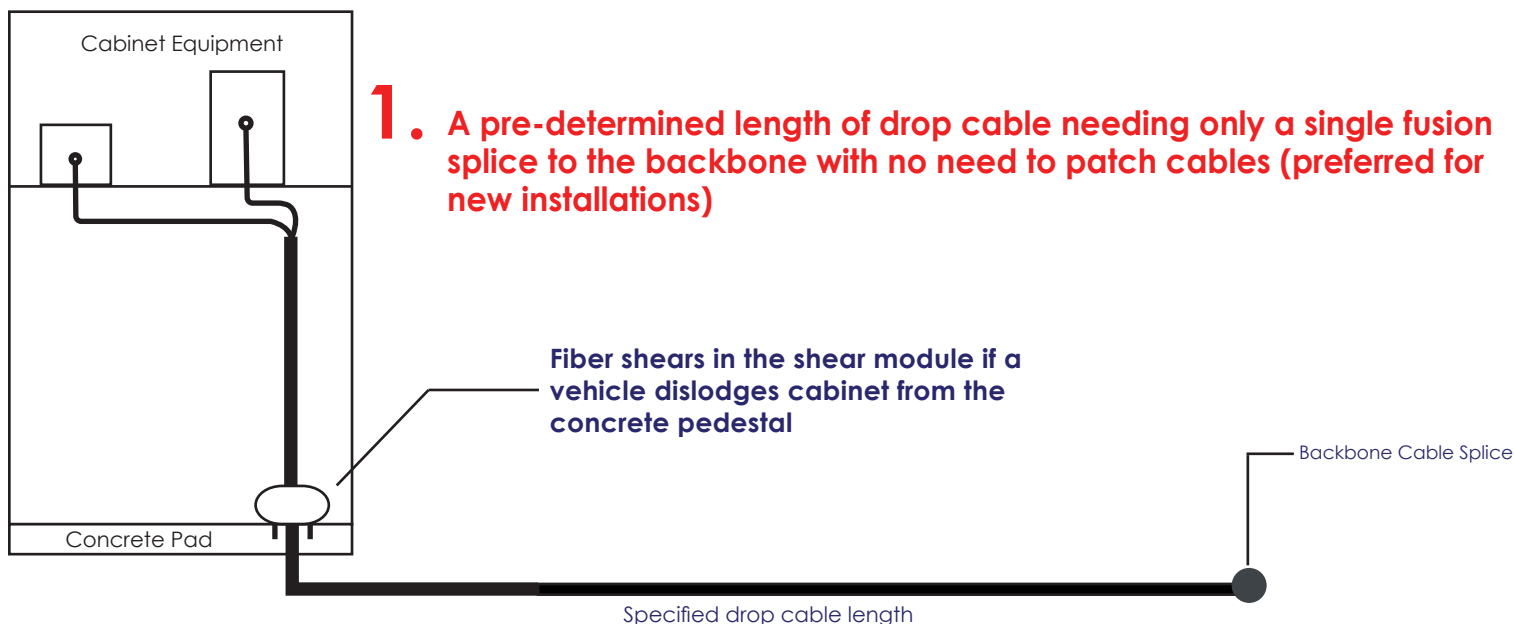 Cabinet Equipment
1. A pre-determined length of drop cable needing only a single fusion
splice to the backbone with no need to patch cables (preferred for
new installations)
Fiber shears in the shear module if a
vehicle dislodges cabinet from the
concrete pedestal
Backbone Cable Splice
Concrete Pad
Specified drop cable length